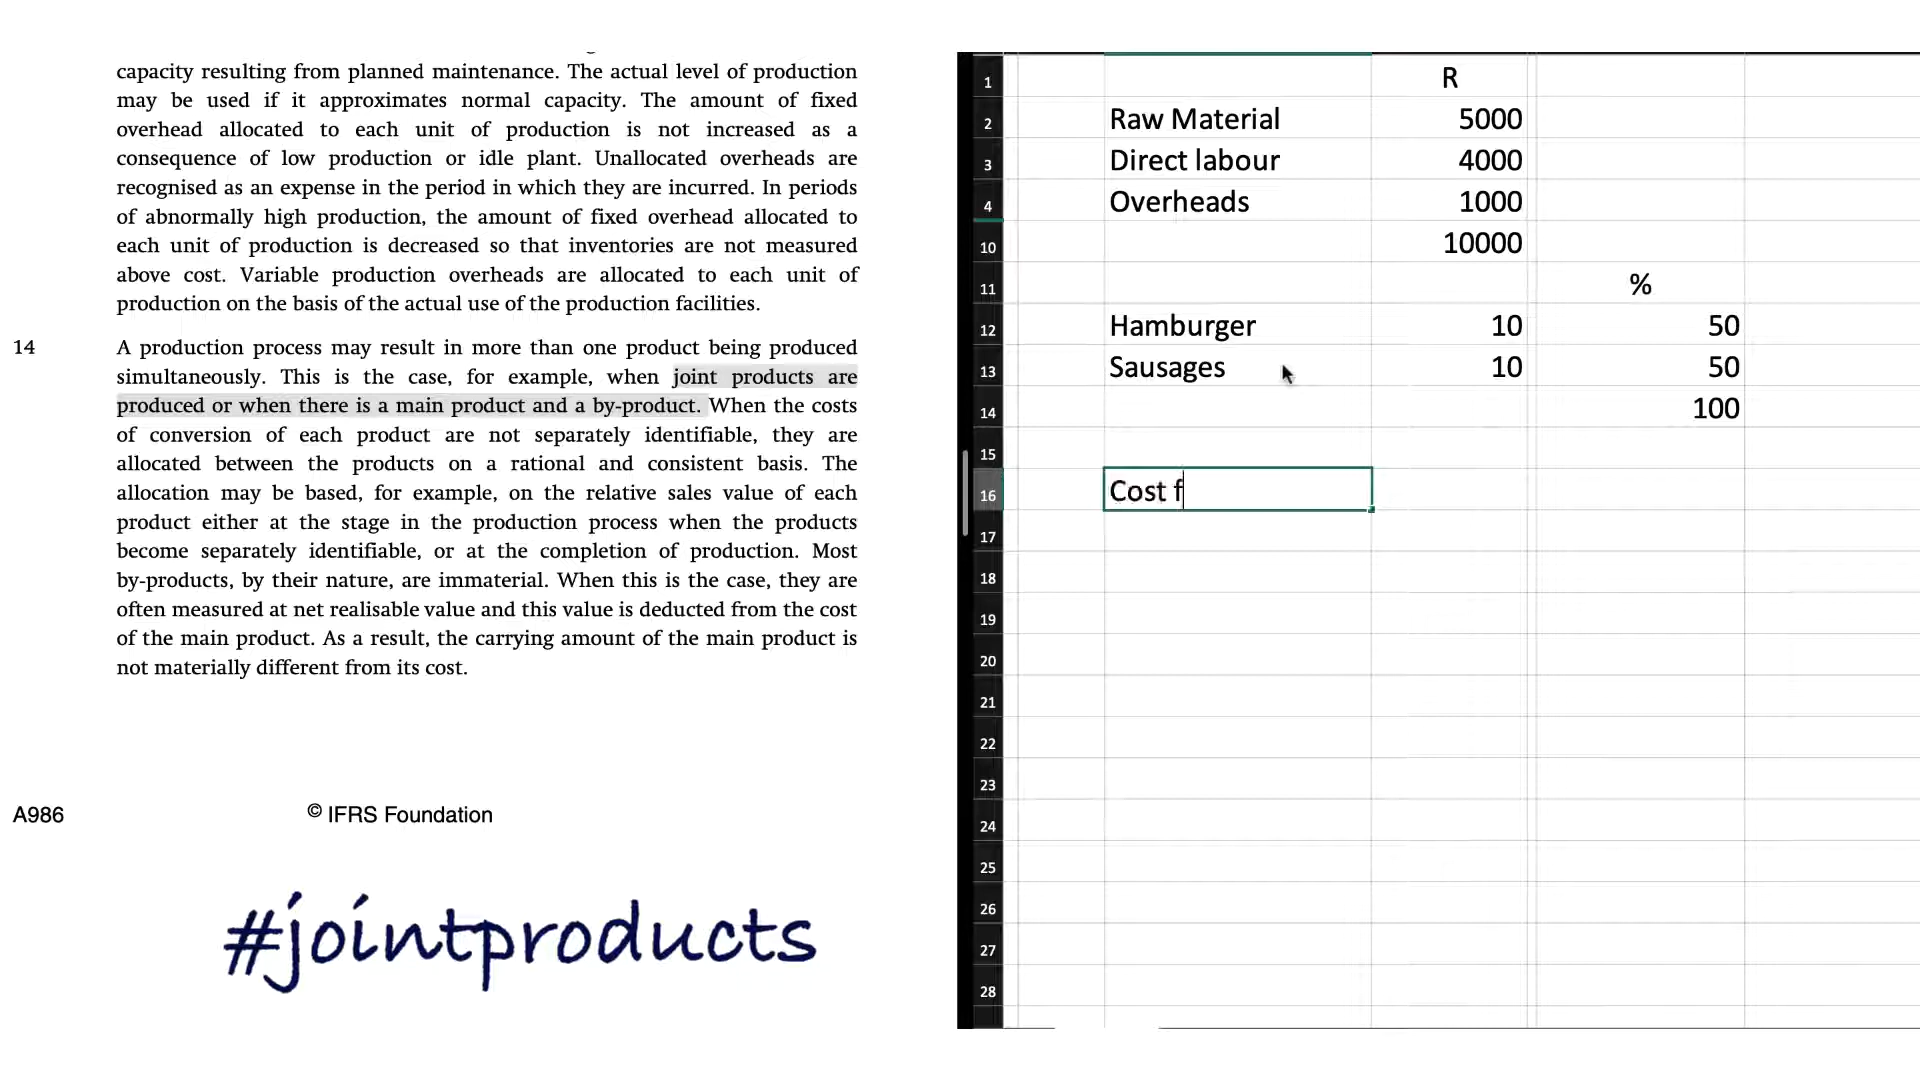 capacity resulting from planned maintenance. The actual level of production
may be used if it approximates normal capacity. The amount of fixed
overhead allocated to each unit of production is not increased as a
consequence of low production or idle plant. Unallocated overheads are
recognised as an expense in the period in which they are incurred. In periods
of abnormally high production, the amount of fixed overhead allocated to
each unit of production is decreased so that inventories are not measured
above cost. Variable production overheads are allocated to each unit of
production on the basis of the actual use of the production facilities.
14 A production process may result in more than one product being produced
simultaneously. This is the case, for example, when joint products are
produced or when there is a main product and a by-product. When the costs
of conversion of each product are not separately identifiable, they are
allocated between the products on a rational and consistent basis. The
allocation may be based, for example, on the relative sales value of each
product either at the stage in the production process when the products
become separately identifiable, or at the completion of production. Most
by-products, by their nature, are immaterial. When this is the case, they are
often measured at net realisable value and this value is deducted from the cost
of the main product. As a result, the carrying amount of the main product is
not materially different from its cost.
A986 © IFRS Foundation
#jointproducts
1 R
2 Raw Material 5000
3 Direct labour 4000
4 Overheads 1000
10 10000
11 %
12 Hamburger 10 50
13 Sausages 10 50
14 100
15
16 Cost f
17
18
19
20
21
22
23
24
25
26
27
28